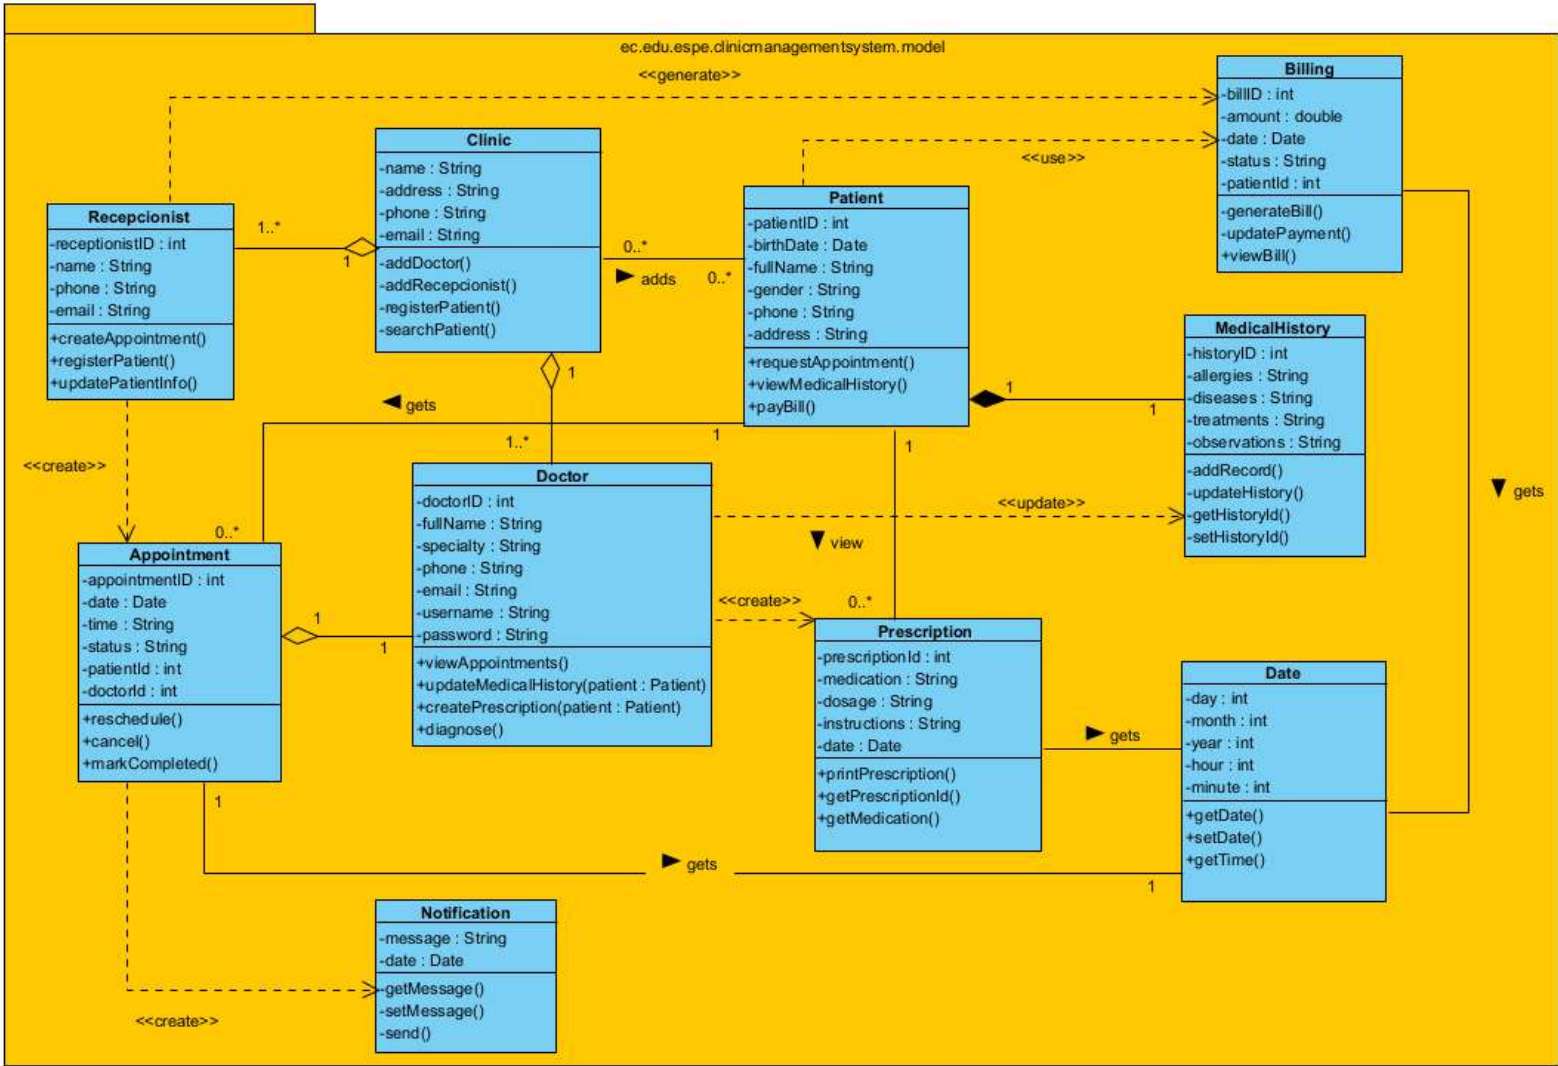 ec.edu.espe.clinicmanagementsystem.model
<<generate>>
Billing
-billID : int
-amount : double
-date : Date
-status : String
-patientId : int
-generateBill()
-updatePayment()
+viewBill()
Clinic
-name : String
-address : String
-phone : String
-email : String
-addDoctor()
-addRecepcionist()
-registerPatient()
-searchPatient()
<<use>>
Patient
-patientID : int
-birthDate : Date
-fullName : String
-gender : String
-phone : String
-address : String
+requestAppointment()
+viewMedicalHistory()
+payBill()
Recepcionist
-receptionistID : int
-name : String
-phone : String
-email : String
+createAppointment()
+registerPatient()
+updatePatientInfo()
1..*
1
0..*
adds
0..*
MedicalHistory
-historyID : int
-allergies : String
-diseases : String
-treatments : String
-observations : String
-addRecord()
-updateHistory()
-getHistoryId()
-setHistoryId()
1
1
1
gets
1..*
1
1
<<create>>
Doctor
-doctorID : int
-fullName : String
-specialty : String
-phone : String
-email : String
-username : String
-password : String
+viewAppointments()
+updateMedicalHistory(patient : Patient)
+createPrescription(patient : Patient)
+diagnose()
<<update>>
gets
view
0..*
Appointment
-appointmentID : int
-date : Date
-time : String
-status : String
-patientId : int
-doctorId : int
+reschedule()
+cancel()
+markCompleted()
1
1
<<create>>
0..*
Prescription
-prescriptionId : int
-medication : String
-dosage : String
-instructions : String
-date : Date
+printPrescription()
+getPrescriptionId()
+getMedication()
gets
Date
-day : int
-month : int
-year : int
-hour : int
-minute : int
+getDate()
+setDate()
+getTime()
1
gets
1
Notification
-message : String
-date : Date
-getMessage()
-setMessage()
-send()
<<create>>